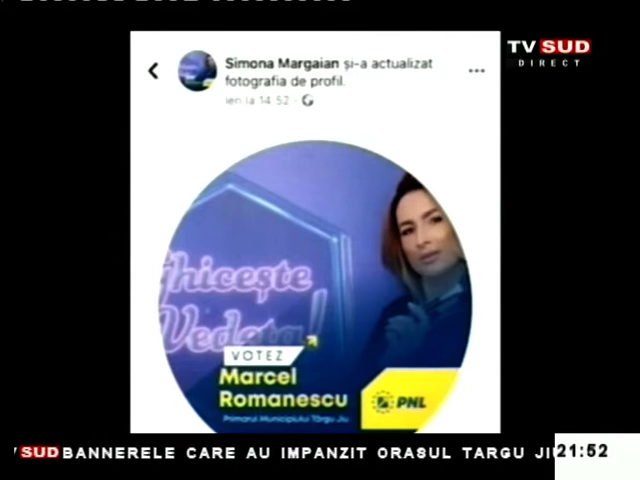 TV SUD
DIRECT
Simona Margaian și-a actualizat
fotografia de profil.
Ieri la 14:52
Ghicește
Vedeta!
VOTEZ
Marcel
Romanescu
Primarul Municipiului Târgu Jiu
PNL
SUD BANNERELE CARE AU IMPANZIT ORASUL TARGU JIU
21:52